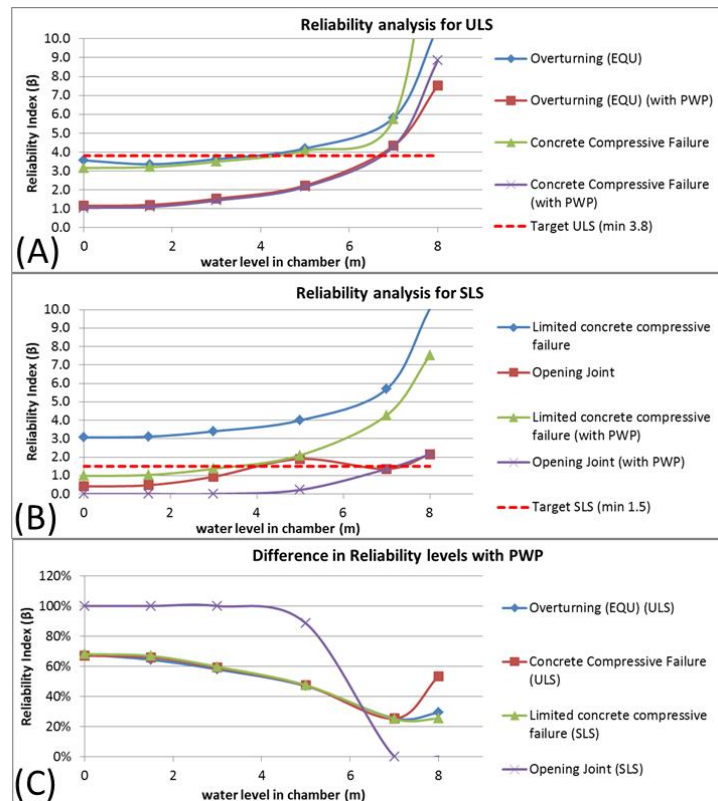 Reliability analysis for ULS
10.0
9.0
8.0
7.0
6.0
5.0
4.0
3.0
2.0
1.0
0.0
Reliability Index (β)
0 2 4 6 8
water level in chamber (m)
(A)
Overturning (EQU)
Overturning (EQU) (with PWP)
Concrete Compressive Failure
Concrete Compressive Failure
(with PWP)
Target ULS (min 3.8)
Reliability analysis for SLS
10.0
9.0
8.0
7.0
6.0
5.0
4.0
3.0
2.0
1.0
0.0
Reliability Index (β)
0 2 4 6 8
water level in chamber (m)
(B)
Limited concrete compressive
failure
Opening Joint
Limited concrete compressive
failure (with PWP)
Opening Joint (with PWP)
Target SLS (min 1.5)
Difference in Reliability levels with PWP
120%
100%
80%
60%
40%
20%
0%
Reliability Index (β)
0 2 4 6 8
water level in chamber (m)
(C)
Overturning (EQU) (ULS)
Concrete Compressive Failure
(ULS)
Limited concrete compressive
failure (SLS)
Opening Joint (SLS)